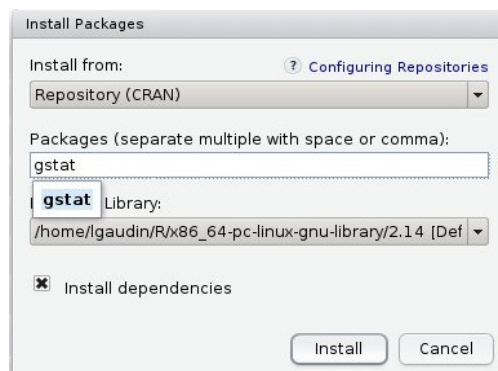 Install Packages
Install from:
? Configuring Repositories
Repository (CRAN)
Packages (separate multiple with space or comma):
gstat
gstat
Library:
/home/lgaudin/R/x86_64-pc-linux-gnu-library/2.14 [Def
Install dependencies
Install
Cancel